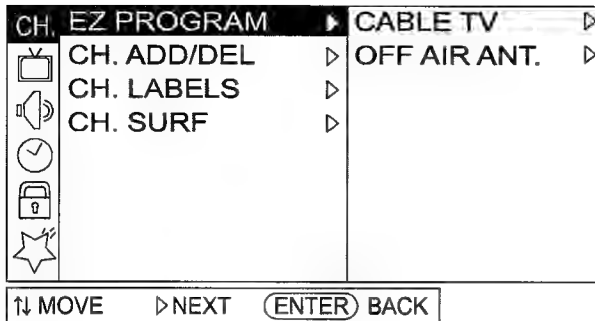 CH. EZ PROGRAM CABLE TV
CH. ADD/DEL OFF AIR ANT.
CH. LABELS
CH. SURF
MOVE NEXT ENTER BACK